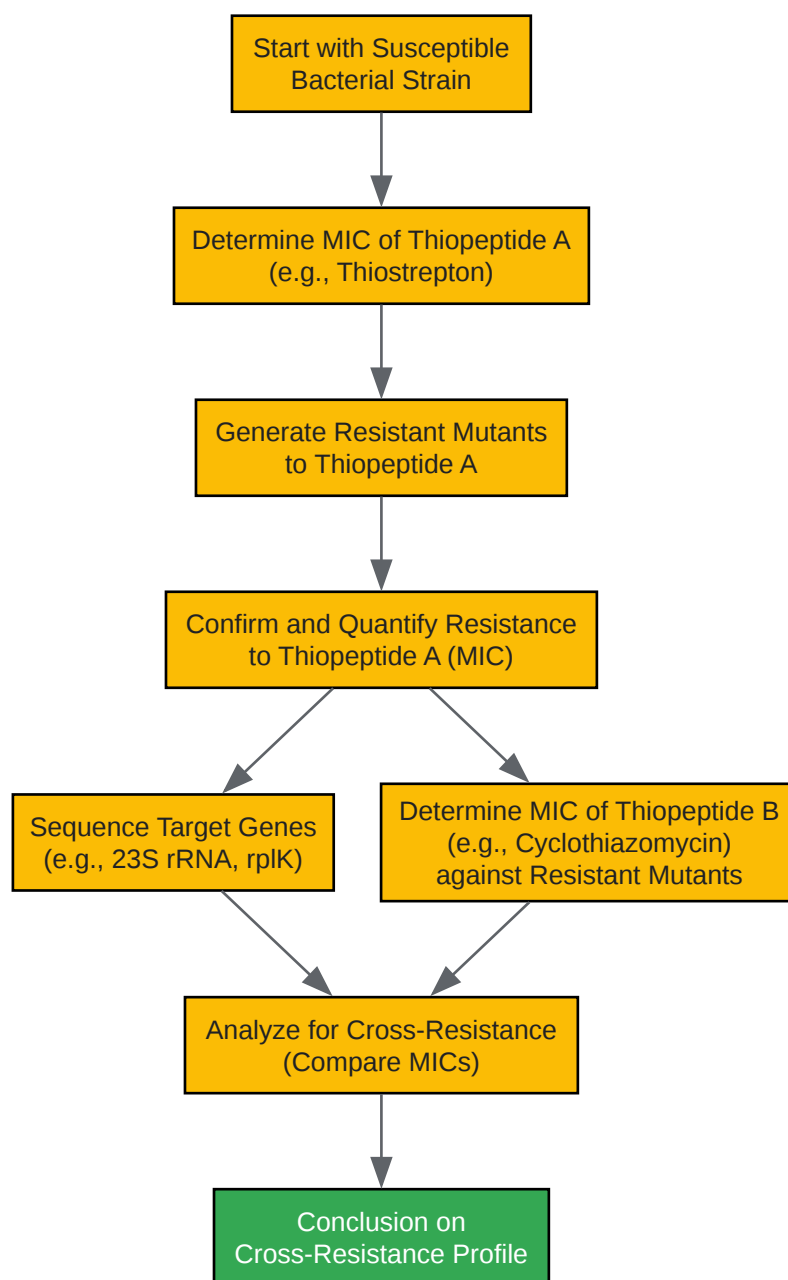 Start with Susceptible
Bacterial Strain
Determine MIC of Thiopeptide A
(e.g., Thiostrepton)
Generate Resistant Mutants
to Thiopeptide A
Confirm and Quantify Resistance
to Thiopeptide A (MIC)
Sequence Target Genes
(e.g., 23S rRNA, rplK)
Determine MIC of Thiopeptide B
(e.g., Cyclothiazomycin)
against Resistant Mutants
Analyze for Cross-Resistance
(Compare MICs)
Conclusion on
Cross-Resistance Profile